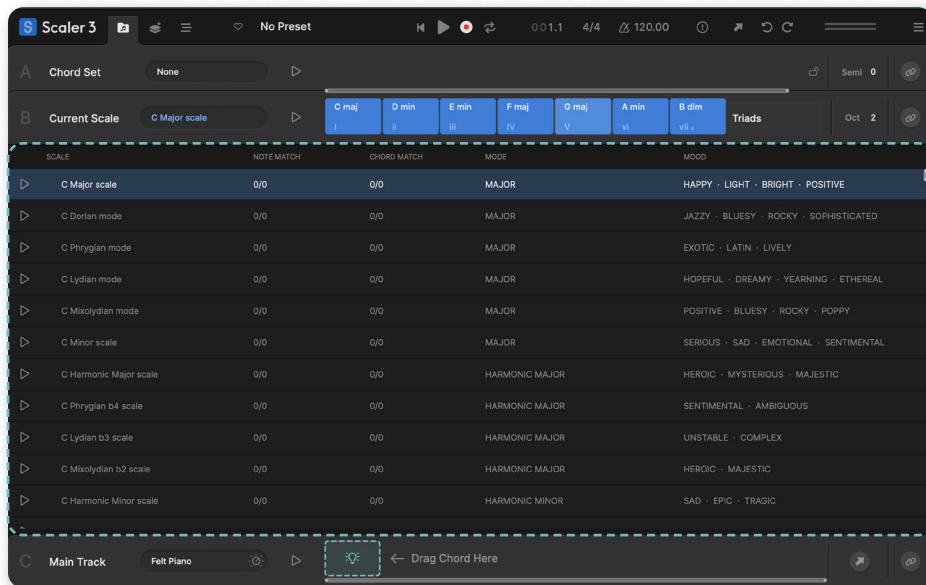 S Scaler 3 No Preset 001.1 4/4 120.00
A Chord Set None Semi 0
B Current Scale C Major scale C maj D min E min F maj G maj A min B dim Triads Oct 2
I ii iii IV V vi vii o
SCALE NOTE MATCH CHORD MATCH MODE MOOD
C Major scale 0/0 0/0 MAJOR HAPPY · LIGHT · BRIGHT · POSITIVE
C Dorian mode 0/0 0/0 MAJOR JAZZY · BLUESY · ROCKY · SOPHISTICATED
C Phrygian mode 0/0 0/0 MAJOR EXOTIC · LATIN · LIVELY
C Lydian mode 0/0 0/0 MAJOR HOPEFUL · DREAMY · YEARNING · ETHEREAL
C Mixolydian mode 0/0 0/0 MAJOR POSITIVE · BLUESY · ROCKY · POPPY
C Minor scale 0/0 0/0 MAJOR SERIOUS · SAD · EMOTIONAL · SENTIMENTAL
C Harmonic Major scale 0/0 0/0 HARMONIC MAJOR HEROIC · MYSTERIOUS · MAJESTIC
C Phrygian b4 scale 0/0 0/0 HARMONIC MAJOR SENTIMENTAL · AMBIGUOUS
C Lydian b3 scale 0/0 0/0 HARMONIC MAJOR UNSTABLE · COMPLEX
C Mixolydian b2 scale 0/0 0/0 HARMONIC MAJOR HEROIC · MAJESTIC
C Harmonic Minor scale 0/0 0/0 HARMONIC MINOR SAD · EPIC · TRAGIC
C Main Track Felt Piano ← Drag Chord Here